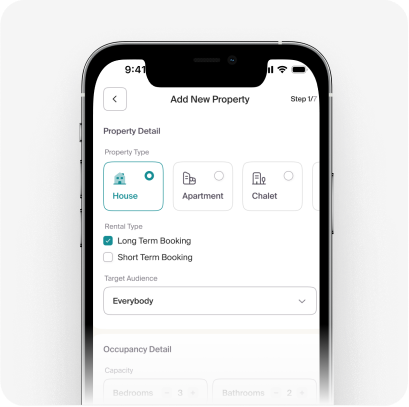 9:41
Add New Property
Step 1/7
Property Detail
Property Type
House
Apartment
Chalet
Rental Type
Long Term Booking
Short Term Booking
Target Audience
Everybody
Occupancy Detail
Capacity
Bedrooms - 3 +
Bathrooms - 2 +